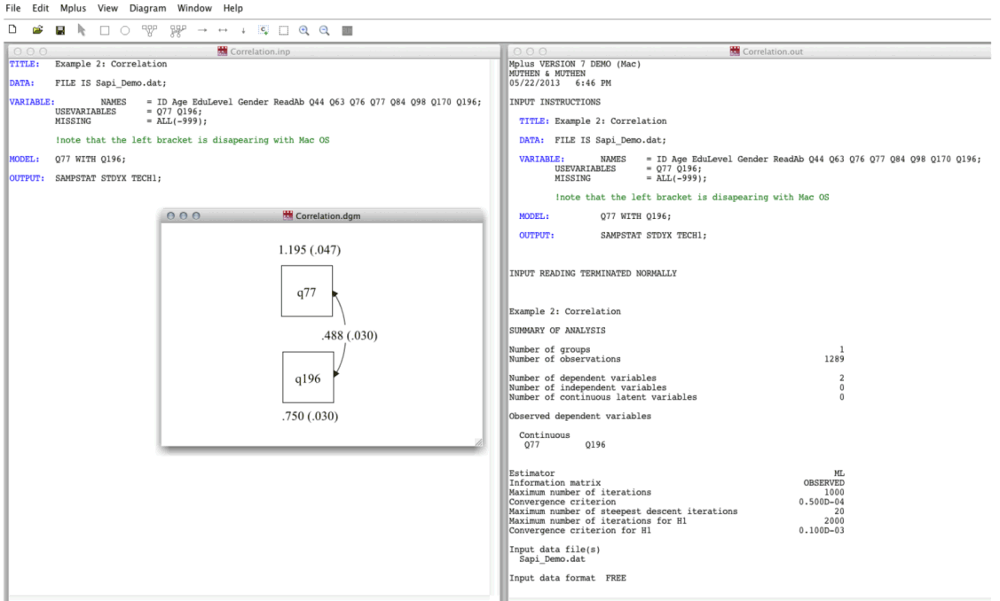 File Edit Mplus View Diagram Window Help
Correlation.inp
TITLE: Example 2: Correlation
DATA: FILE IS Sapi_Demo.dat;
VARIABLE: NAMES = ID Age EduLevel Gender ReadAb Q44 Q63 Q76 Q77 Q84 Q98 Q170 Q196;
USEVARIABLES = Q77 Q196;
MISSING = ALL(-999);
!note that the left bracket is disapearing with Mac OS
MODEL: Q77 WITH Q196;
OUTPUT: SAMPSTAT STDYX TECH1;
Correlation.dgm
1.195 (.047)
q77
.488 (.030)
q196
.750 (.030)
Correlation.out
Mplus VERSION 7 DEMO (Mac)
MUTHEN & MUTHEN
05/22/2013 6:46 PM
INPUT INSTRUCTIONS
TITLE: Example 2: Correlation
DATA: FILE IS Sapi_Demo.dat;
VARIABLE: NAMES = ID Age EduLevel Gender ReadAb Q44 Q63 Q76 Q77 Q84 Q98 Q170 Q196;
USEVARIABLES = Q77 Q196;
MISSING = ALL(-999);
!note that the left bracket is disapearing with Mac OS
MODEL: Q77 WITH Q196;
OUTPUT: SAMPSTAT STDYX TECH1;
INPUT READING TERMINATED NORMALLY
Example 2: Correlation
SUMMARY OF ANALYSIS
Number of groups 1
Number of observations 1289
Number of dependent variables 2
Number of independent variables 0
Number of continuous latent variables 0
Observed dependent variables
Continuous
Q77 Q196
Estimator ML
Information matrix OBSERVED
Maximum number of iterations 1000
Convergence criterion 0.500D-04
Maximum number of steepest descent iterations 20
Maximum number of iterations for H1 2000
Convergence criterion for H1 0.100D-03
Input data file(s)
Sapi_Demo.dat
Input data format FREE